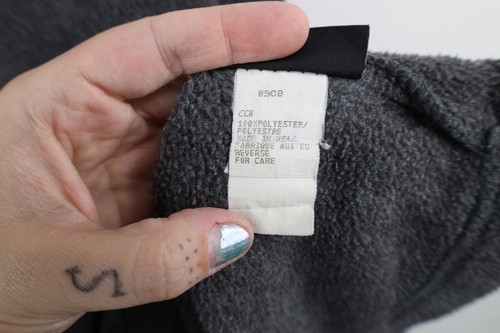 8908
CCN
100%POLYESTER/
POLYESTRE
MADE IN USA/
FABRIQUE AUX EU
REVERSE
FOR CARE